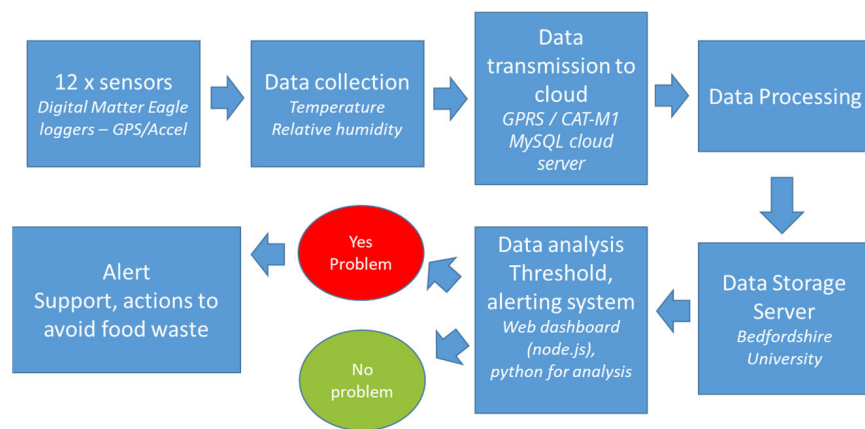 12 x sensors
Digital Matter Eagle
loggers – GPS/Accel
Data collection
Temperature
Relative humidity
Data
transmission to
cloud
GPRS / CAT-M1
MySQL cloud
server
Data Processing
Data Storage
Server
Bedfordshire
University
Data analysis
Threshold,
alerting system
Web dashboard
(node.js),
python for analysis
Yes
Problem
No
problem
Alert
Support, actions to
avoid food waste